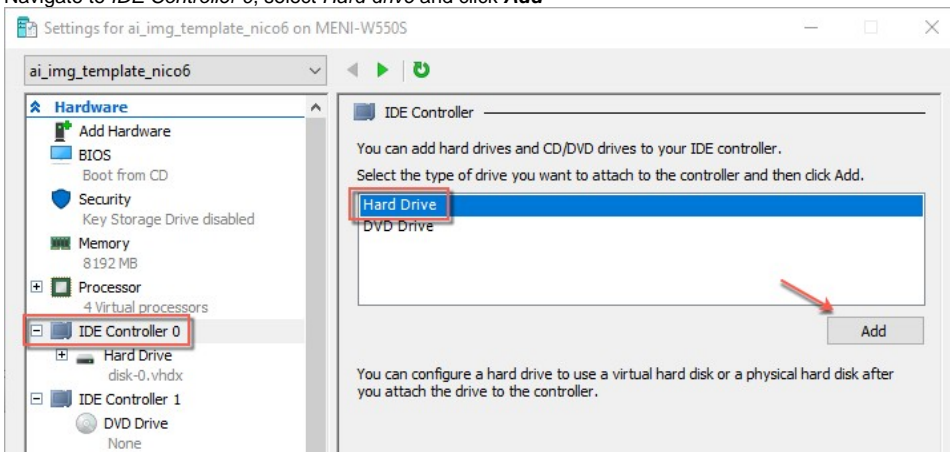 Navigate to IDE Controller 0, select Hard drive and click Add
Settings for ai_img_template_nico6 on MENI-W550S
ai_img_template_nico6
Hardware
Add Hardware
BIOS
Boot from CD
Security
Key Storage Drive disabled
Memory
8192 MB
Processor
4 Virtual processors
IDE Controller 0
Hard Drive
disk-0.vhdx
IDE Controller 1
DVD Drive
None
IDE Controller
You can add hard drives and CD/DVD drives to your IDE controller.
Select the type of drive you want to attach to the controller and then click Add.
Hard Drive
DVD Drive
Add
You can configure a hard drive to use a virtual hard disk or a physical hard disk after
you attach the drive to the controller.